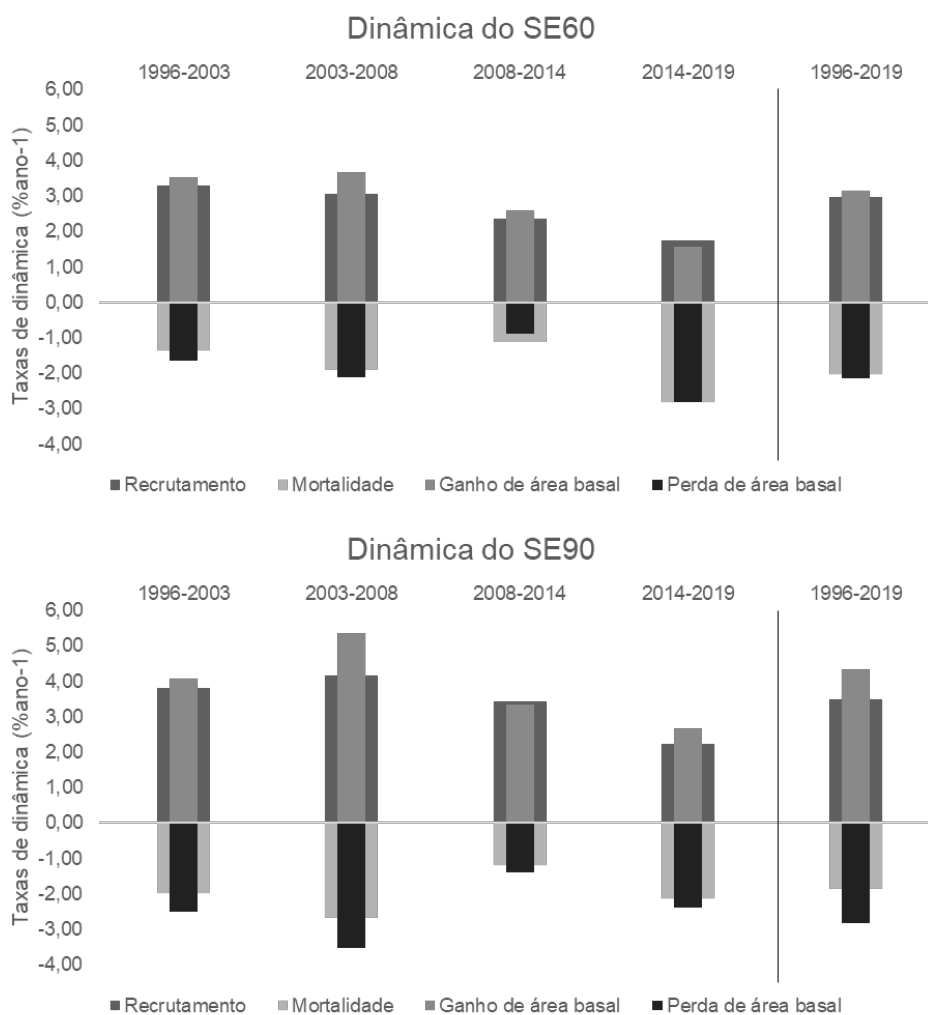 Dinâmica do SE60
1996-2003 2003-2008 2008-2014 2014-2019 1996-2019
Taxas de dinâmica (%ano-1)
6,00
5,00
4,00
3,00
2,00
1,00
0,00
-1,00
-2,00
-3,00
-4,00
Recrutamento Mortalidade Ganho de área basal Perda de área basal
Dinâmica do SE90
1996-2003 2003-2008 2008-2014 2014-2019 1996-2019
Taxas de dinâmica (%ano-1)
6,00
5,00
4,00
3,00
2,00
1,00
0,00
-1,00
-2,00
-3,00
-4,00
Recrutamento Mortalidade Ganho de área basal Perda de área basal